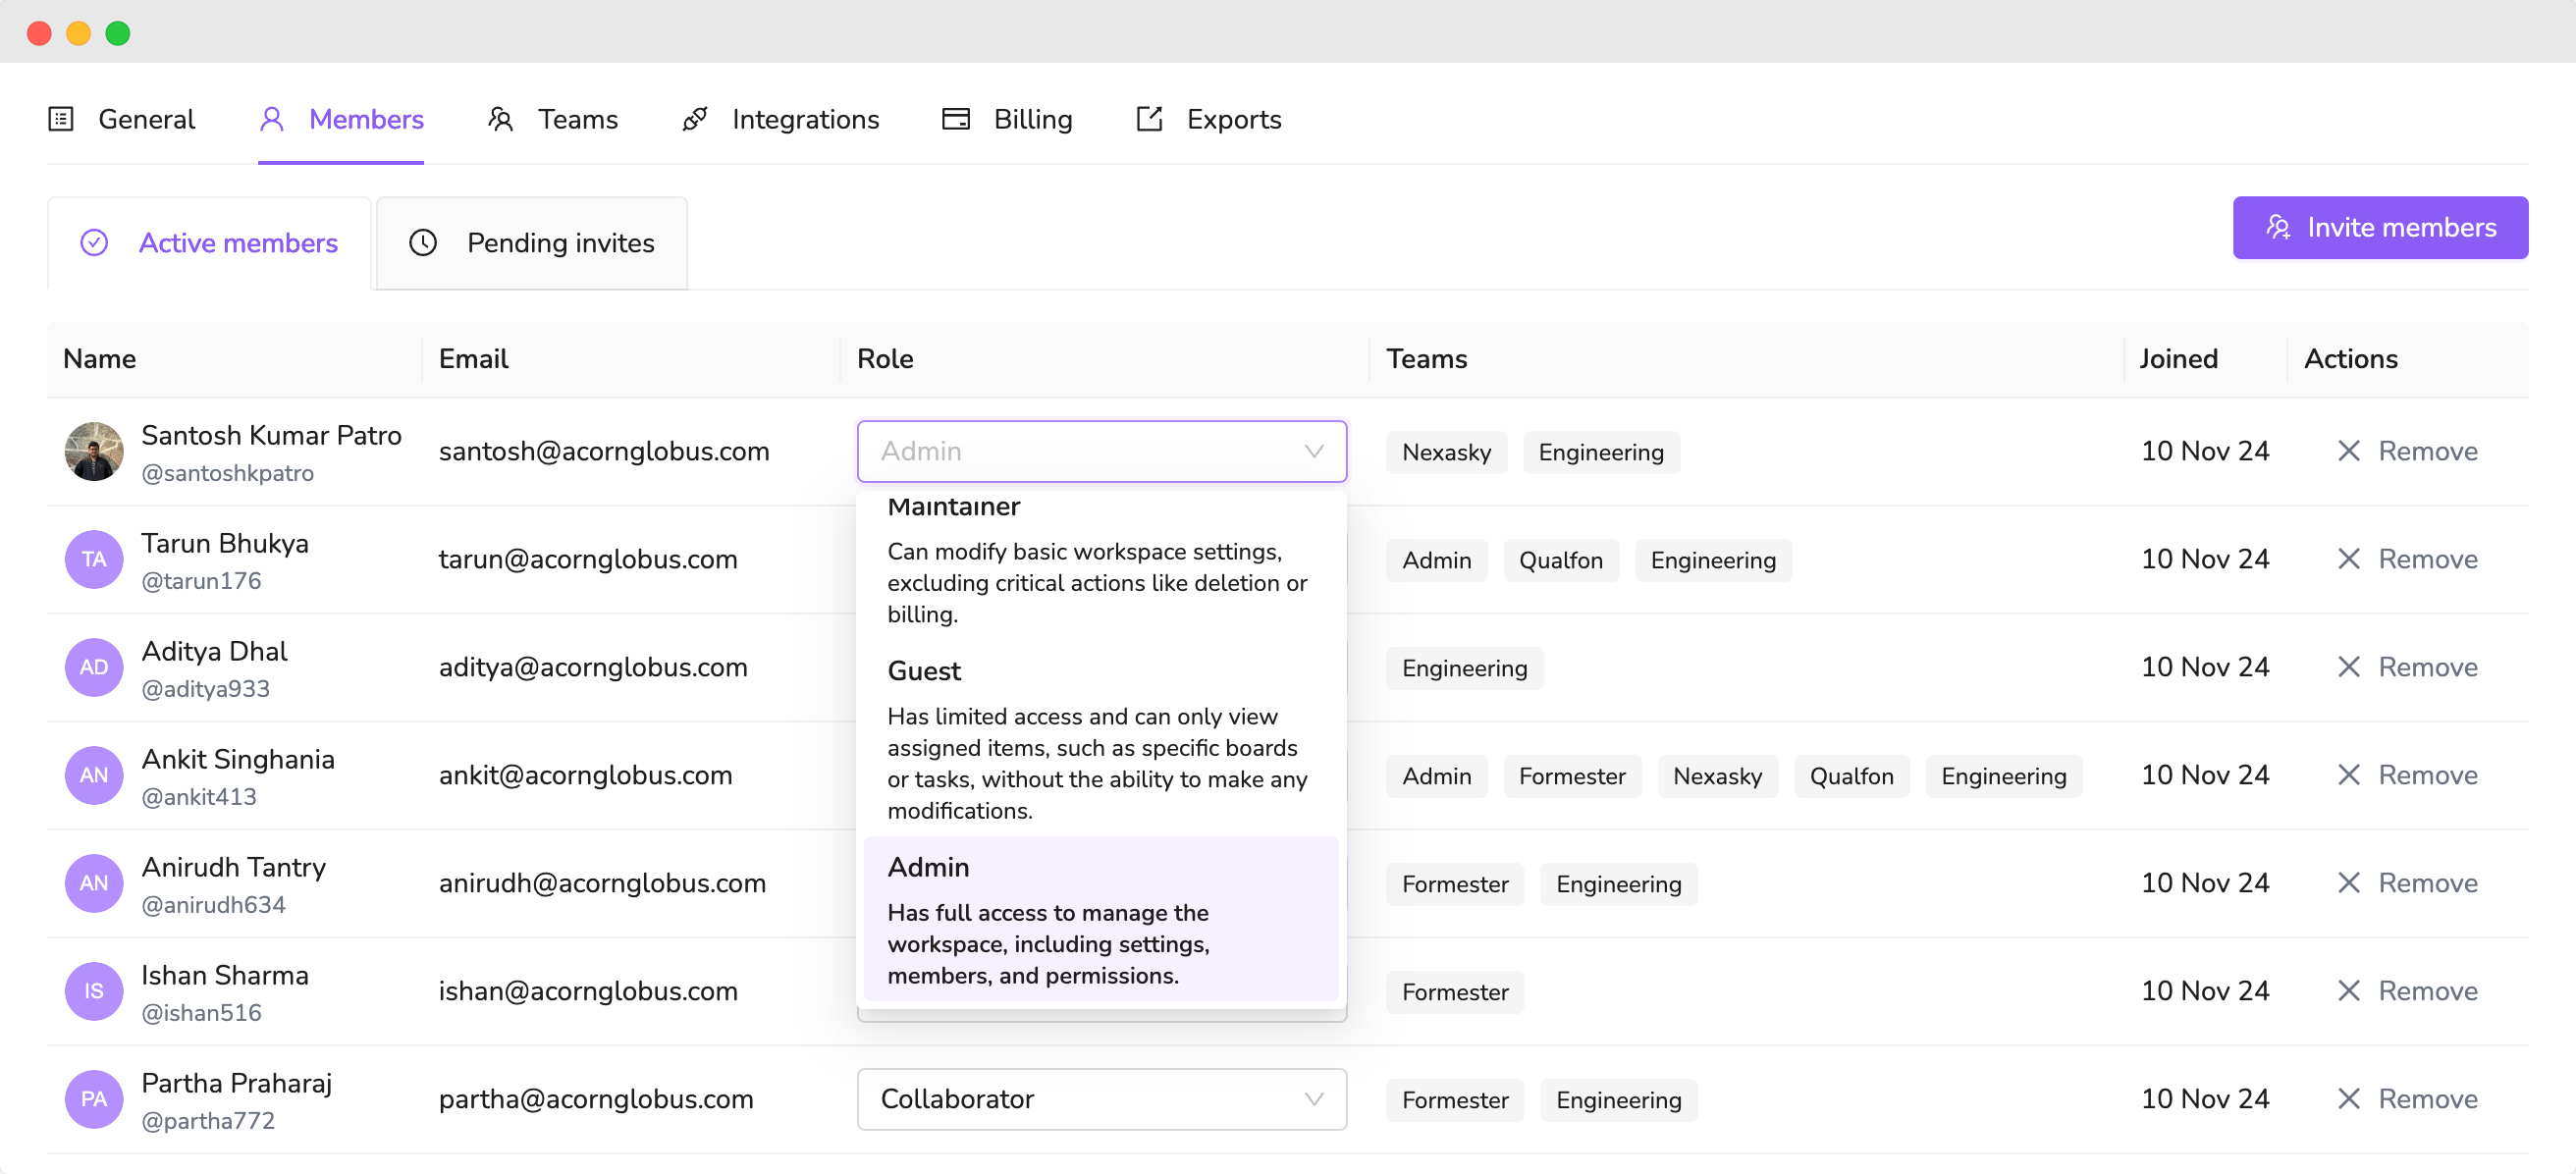 General Members Teams Integrations Billing Exports
Active members Pending invites Invite members
Name Email Role Teams Joined Actions
Santosh Kumar Patro
@santoshkpatro
santosh@acornglobus.com Admin Nexasky Engineering 10 Nov 24 Remove
Maintainer
Can modify basic workspace settings,
excluding critical actions like deletion or
billing.
Guest
Has limited access and can only view
assigned items, such as specific boards
or tasks, without the ability to make any
modifications.
Admin
Has full access to manage the
workspace, including settings,
members, and permissions.
TA Tarun Bhukya
@tarun176
tarun@acornglobus.com Admin Qualfon Engineering 10 Nov 24 Remove
AD Aditya Dhal
@aditya933
aditya@acornglobus.com Engineering 10 Nov 24 Remove
AN Ankit Singhania
@ankit413
ankit@acornglobus.com Admin Formester Nexasky Qualfon Engineering 10 Nov 24 Remove
AN Anirudh Tantry
@anirudh634
anirudh@acornglobus.com Formester Engineering 10 Nov 24 Remove
IS Ishan Sharma
@ishan516
ishan@acornglobus.com Formester 10 Nov 24 Remove
PA Partha Praharaj
@partha772
partha@acornglobus.com Collaborator Formester Engineering 10 Nov 24 Remove